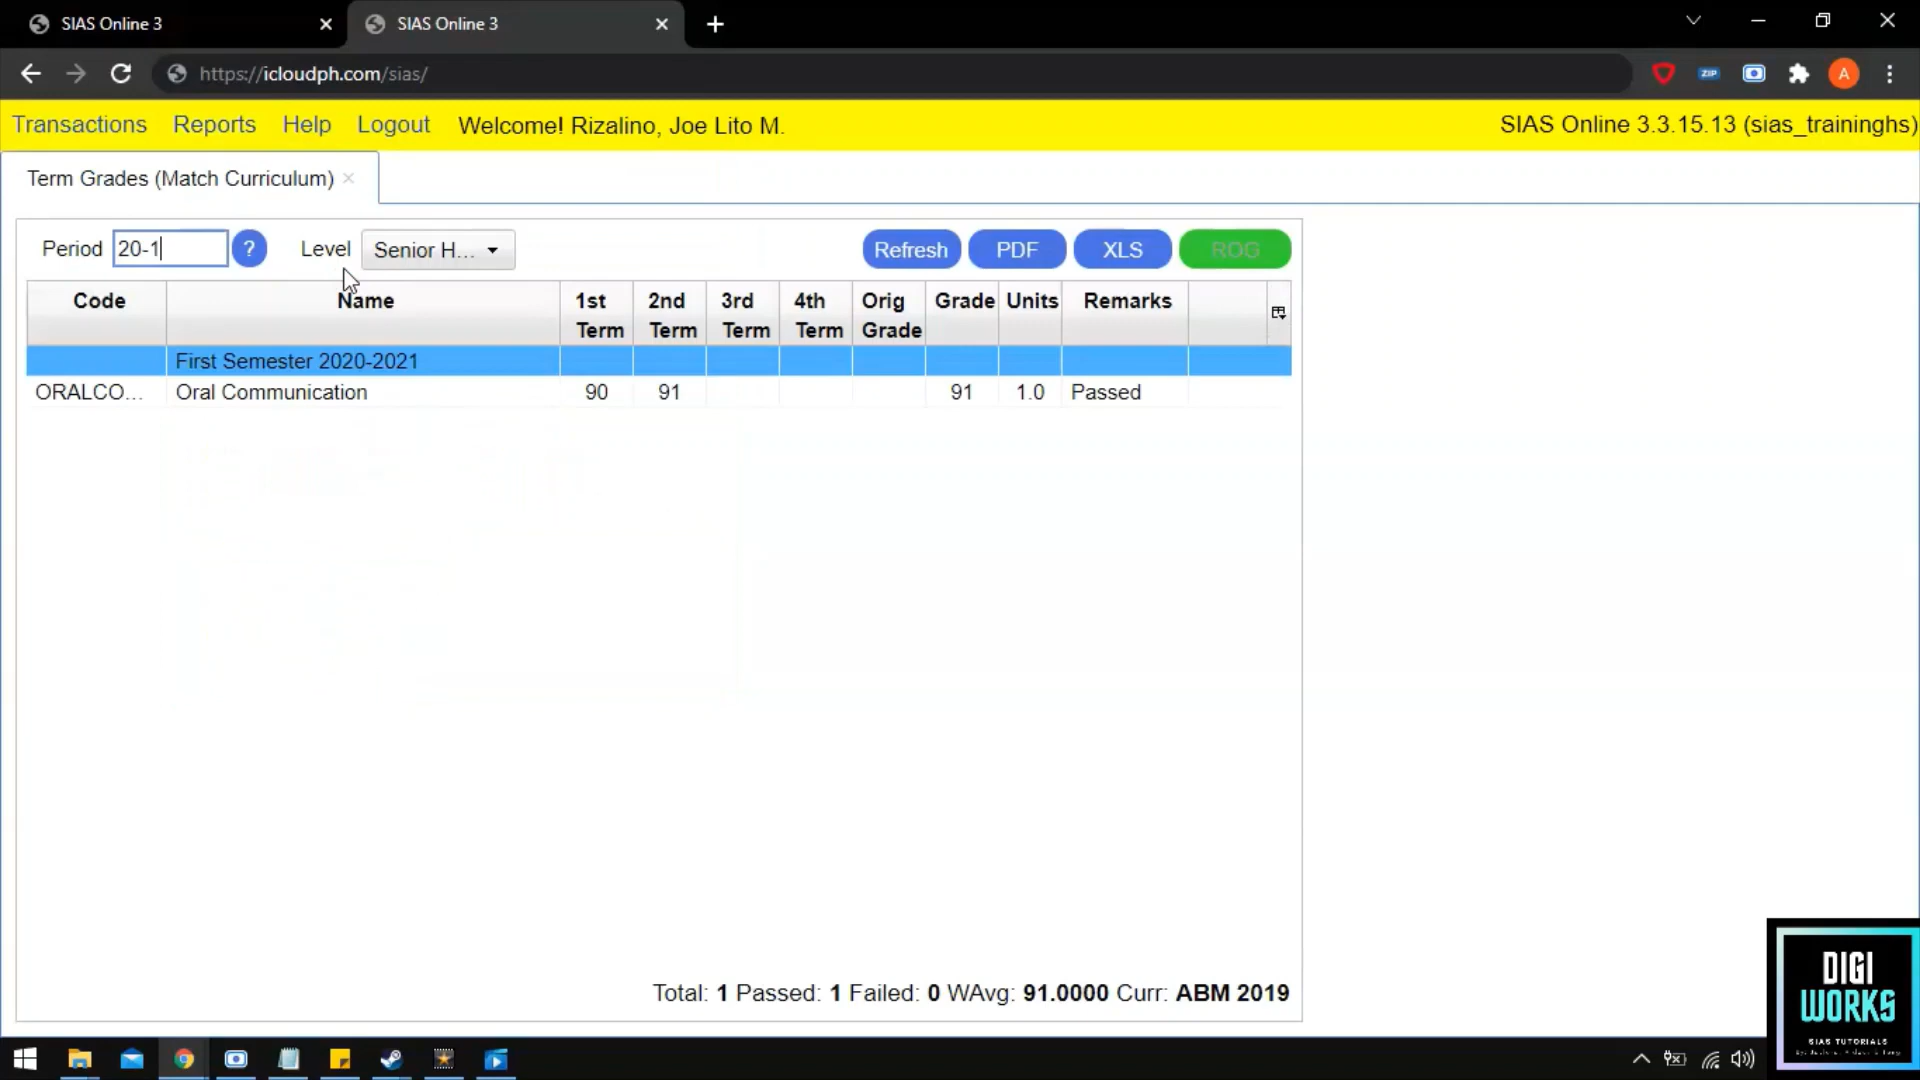 SIAS Online 3
SIAS Online 3
https://icloudph.com/sias/
ZIP
A
Transactions Reports Help Logout Welcome! Rizalino, Joe Lito M. SIAS Online 3.3.15.13 (sias_traininghs)
Term Grades (Match Curriculum)
Period 20-1 ? Level Senior H... Refresh PDF XLS ROG
Code Name 1st Term 2nd Term 3rd Term 4th Term Orig Grade Grade Units Remarks
First Semester 2020-2021
ORALCO... Oral Communication 90 91 91 1.0 Passed
Total: 1 Passed: 1 Failed: 0 WAvg: 91.0000 Curr: ABM 2019
DIGI
WORKS
SIAS TUTORIALS